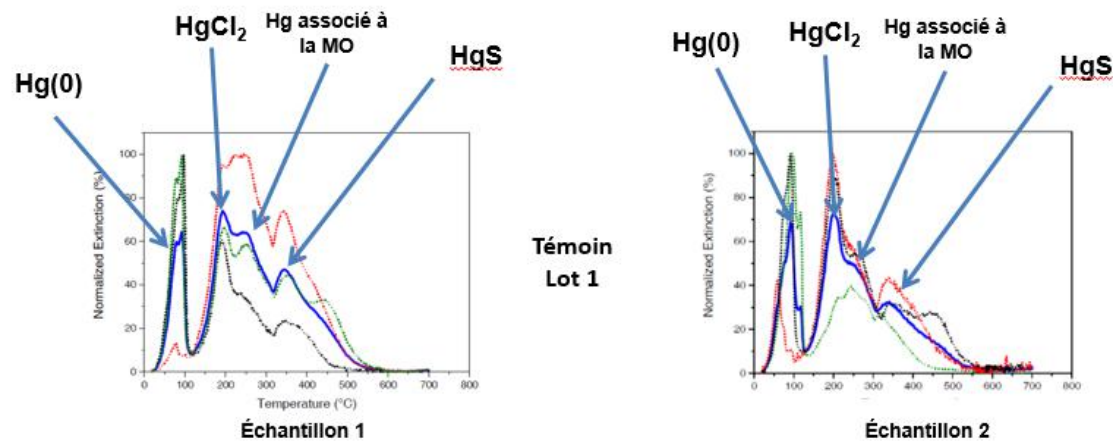 HgCl2
Hg associé à
la MO
HgS
Hg(0)
Normalized Extinction (%)
100
80
60
40
20
0
0 100 200 300 400 500 600 700 800
Temperature (°C)
Échantillon 1
Témoin
Lot 1
Hg(0)
HgCl2
Hg associé à
la MO
HgS
Normalized Extinction (%)
100
80
60
40
20
0
0 100 200 300 400 500 600 700 800
Échantillon 2